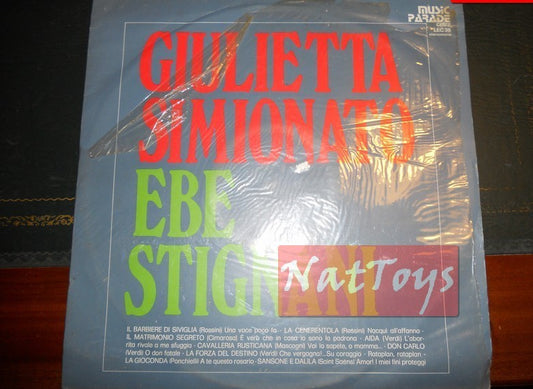 MUSIC
PARADE
LEC 33
GIULIETTA
SIMIONATO
EBE
STIGNANI
NatToys
IL BARBIERE DI SIVIGLIA (Rossini) Una voce poco fa - LA CENERENTOLA (Rossini) Nacqui all'affanno -
IL MATRIMONIO SEGRETO (Cimarosa) È vero che in casa io sono la padrona - AIDA (Verdi) L'abor-
rita rivale a me sfuggia - CAVALLERIA RUSTICANA (Mascagni) Voi lo sapete, o mamma... - DON CARLO
(Verdi) O don fatale - LA FORZA DEL DESTINO (Verdi) Che vergogna!.. Su coraggio - Rataplan, rataplan -
LA GIOCONDA (Ponchielli) A te questo rosario - SANSONE E DALILA (Saint Saëns) Amor! I miei fini proteggi